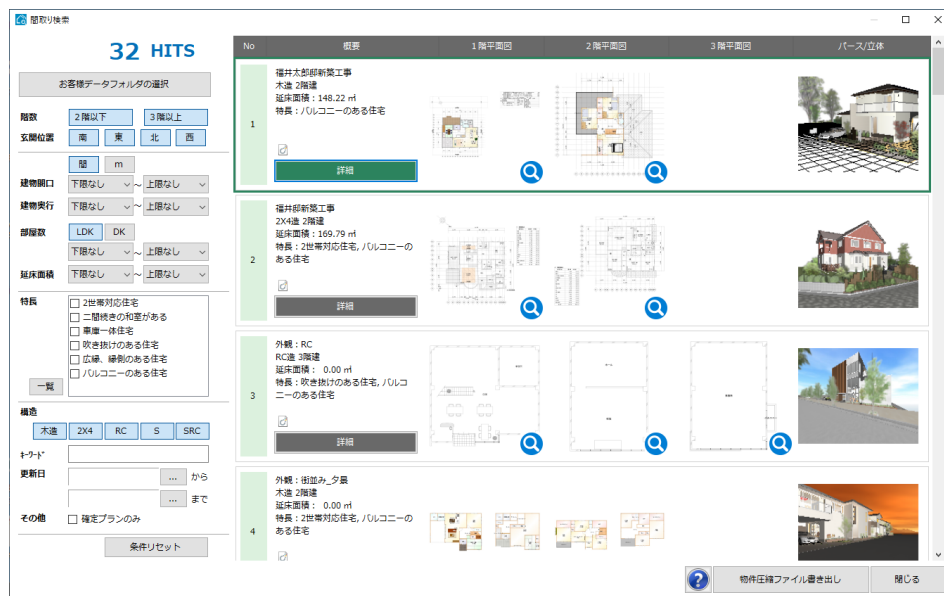 間取り検索
32 HITS
お客様データフォルダの選択
階数 2階以下 3階以上
玄関位置 南 東 北 西
間 m
建物間口 下限なし ～ 上限なし
建物奥行 下限なし ～ 上限なし
部屋数 LDK DK
下限なし ～ 上限なし
延床面積 下限なし ～ 上限なし
特長
2世帯対応住宅
二間続きの和室がある
車庫一体住宅
吹き抜けのある住宅
広縁、縁側のある住宅
バルコニーのある住宅
一覧
構造
木造 2X4 RC S SRC
ｷｰﾜｰﾄﾞ
更新日 ... から
... まで
その他 確定プランのみ
条件リセット
No 概要 1階平面図 2階平面図 3階平面図 パース/立体
1
福井太郎邸新築工事
木造 2階建
延床面積：148.22 ㎡
特長：バルコニーのある住宅
詳細
2
福井邸新築工事
2X4造 2階建
延床面積：169.79 ㎡
特長：2世帯対応住宅, バルコニーの
ある住宅
詳細
3
外観：RC
RC造 3階建
延床面積： 0.00 ㎡
特長：吹き抜けのある住宅, バルコ
ニーのある住宅
詳細
4
外観：街並み_夕景
木造 2階建
延床面積： 0.00 ㎡
特長：2世帯対応住宅, バルコニーの
ある住宅
? 物件圧縮ファイル書き出し 閉じる